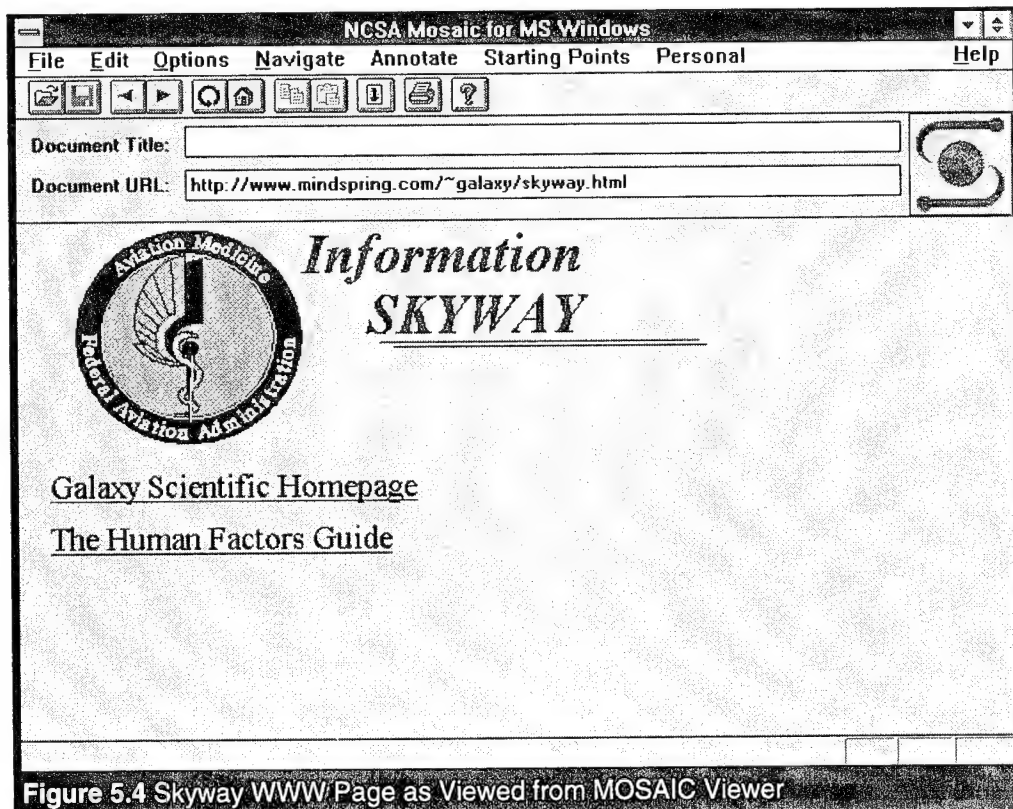 NCSA Mosaic for MS Windows
File Edit Options Navigate Annotate Starting Points Personal Help
Document Title:
Document URL: http://www.mindspring.com/~galaxy/skyway.html
Aviation Medicine
Federal Aviation Administration
Information
SKYWAY
Galaxy Scientific Homepage
The Human Factors Guide
Figure 5.4 Skyway WWW Page as Viewed from MOSAIC Viewer